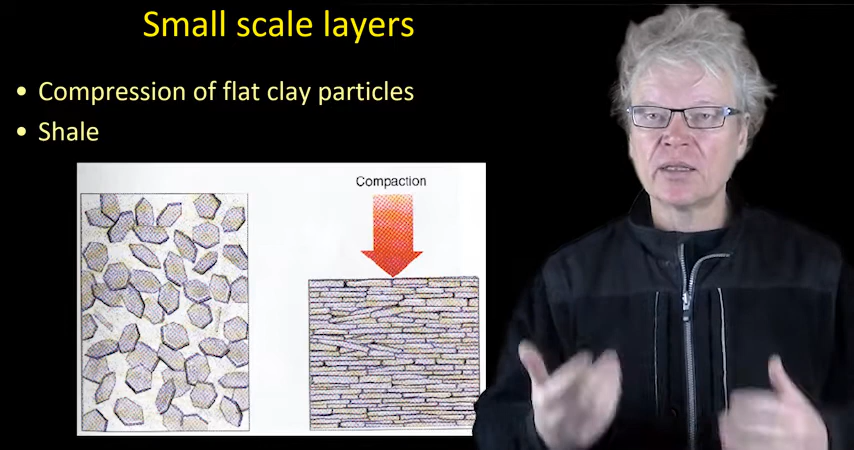 Small scale layers
• Compression of flat clay particles
• Shale
Compaction